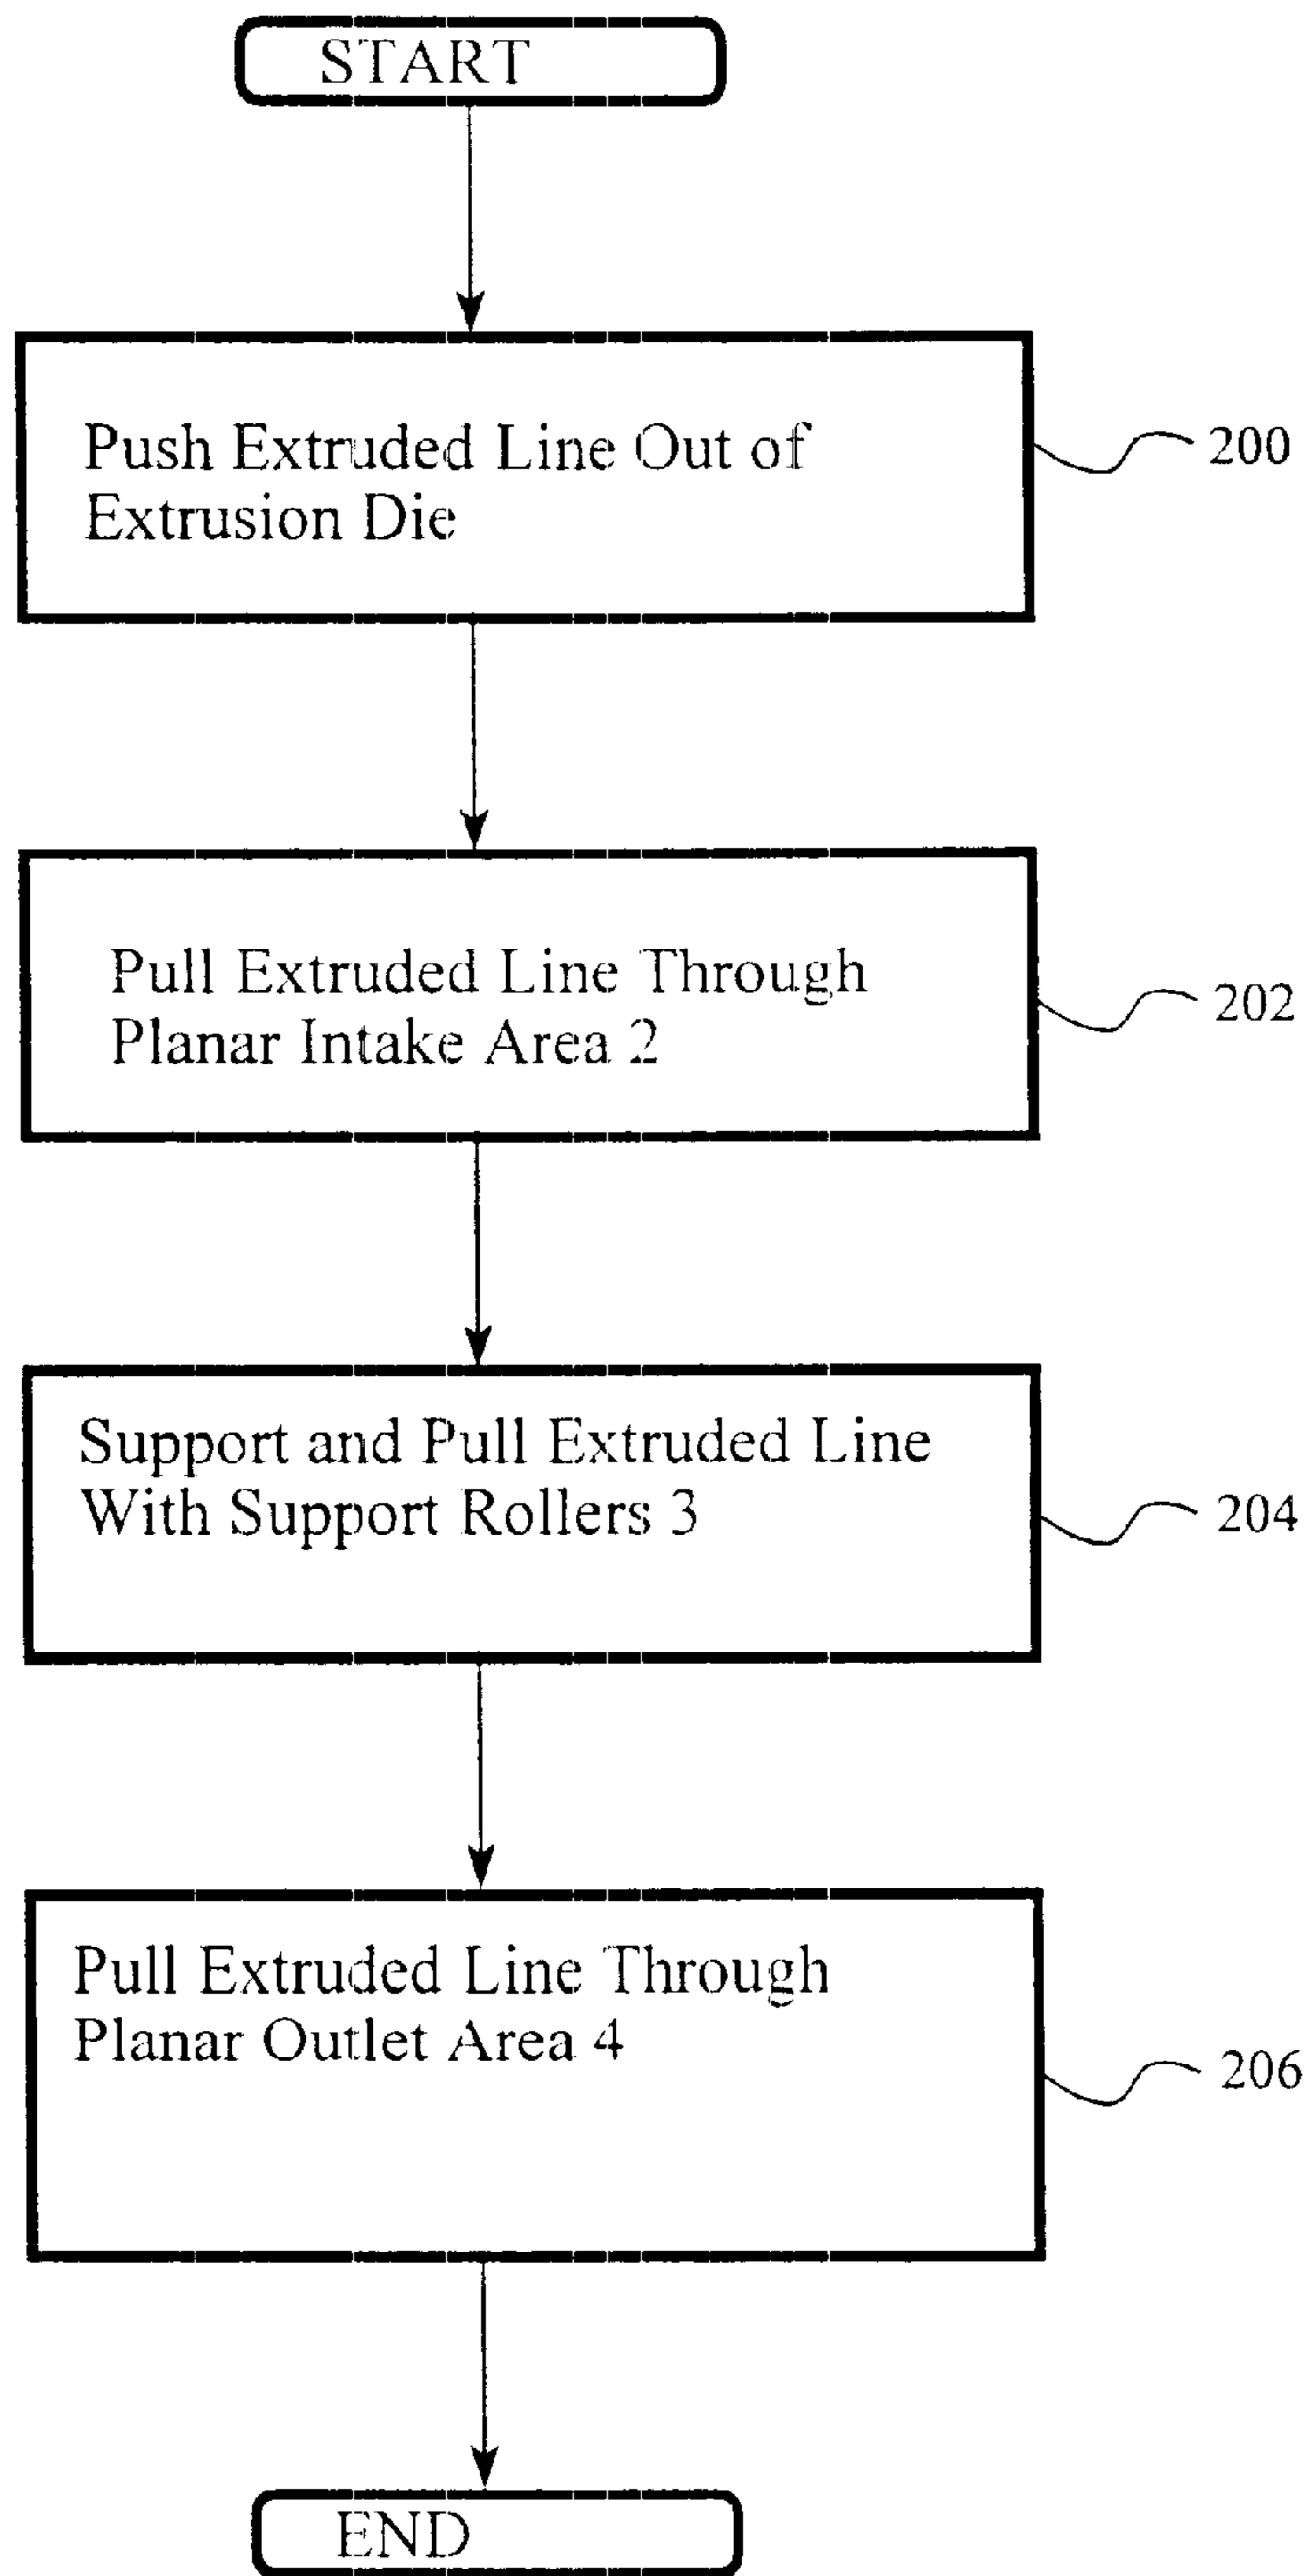 START
Push Extruded Line Out of
Extrusion Die
200
Pull Extruded Line Through
Planar Intake Area 2
202
Support and Pull Extruded Line
With Support Rollers 3
204
Pull Extruded Line Through
Planar Outlet Area 4
206
END